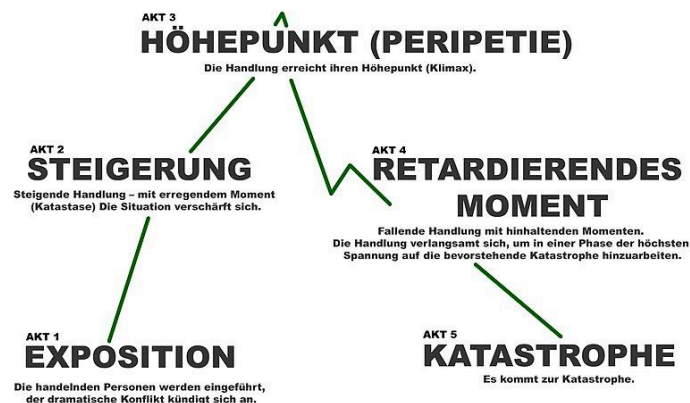 AKT 3
HÖHEPUNKT (PERIPETIE)
Die Handlung erreicht ihren Höhepunkt (Klimax).
AKT 2
STEIGERUNG
Steigende Handlung – mit erregendem Moment
(Katastase) Die Situation verschärft sich.
AKT 4
RETARDIERENDES
MOMENT
Fallende Handlung mit hinhaltenden Momenten.
Die Handlung verlangsamt sich, um in einer Phase der höchsten
Spannung auf die bevorstehende Katastrophe hinzuarbeiten.
AKT 1
EXPOSITION
Die handelnden Personen werden eingeführt,
der dramatische Konflikt kündigt sich an.
AKT 5
KATASTROPHE
Es kommt zur Katastrophe.